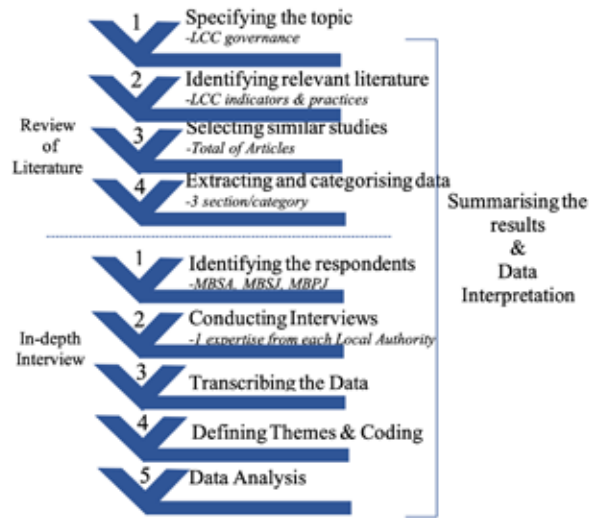 1
Specifying the topic
-LCC governance
2
Identifying relevant literature
-LCC indicators & practices
Review
of
Literature
3
Selecting similar studies
-Total of Articles
4
Extracting and categorising data
-3 section/category
1
Identifying the respondents
-MBSA, MBSJ, MBPJ
2
Conducting Interviews
-1 expertise from each Local Authority
In-depth
Interview
3
Transcribing the Data
4
Defining Themes & Coding
5
Data Analysis
Summarising the
results
&
Data
Interpretation